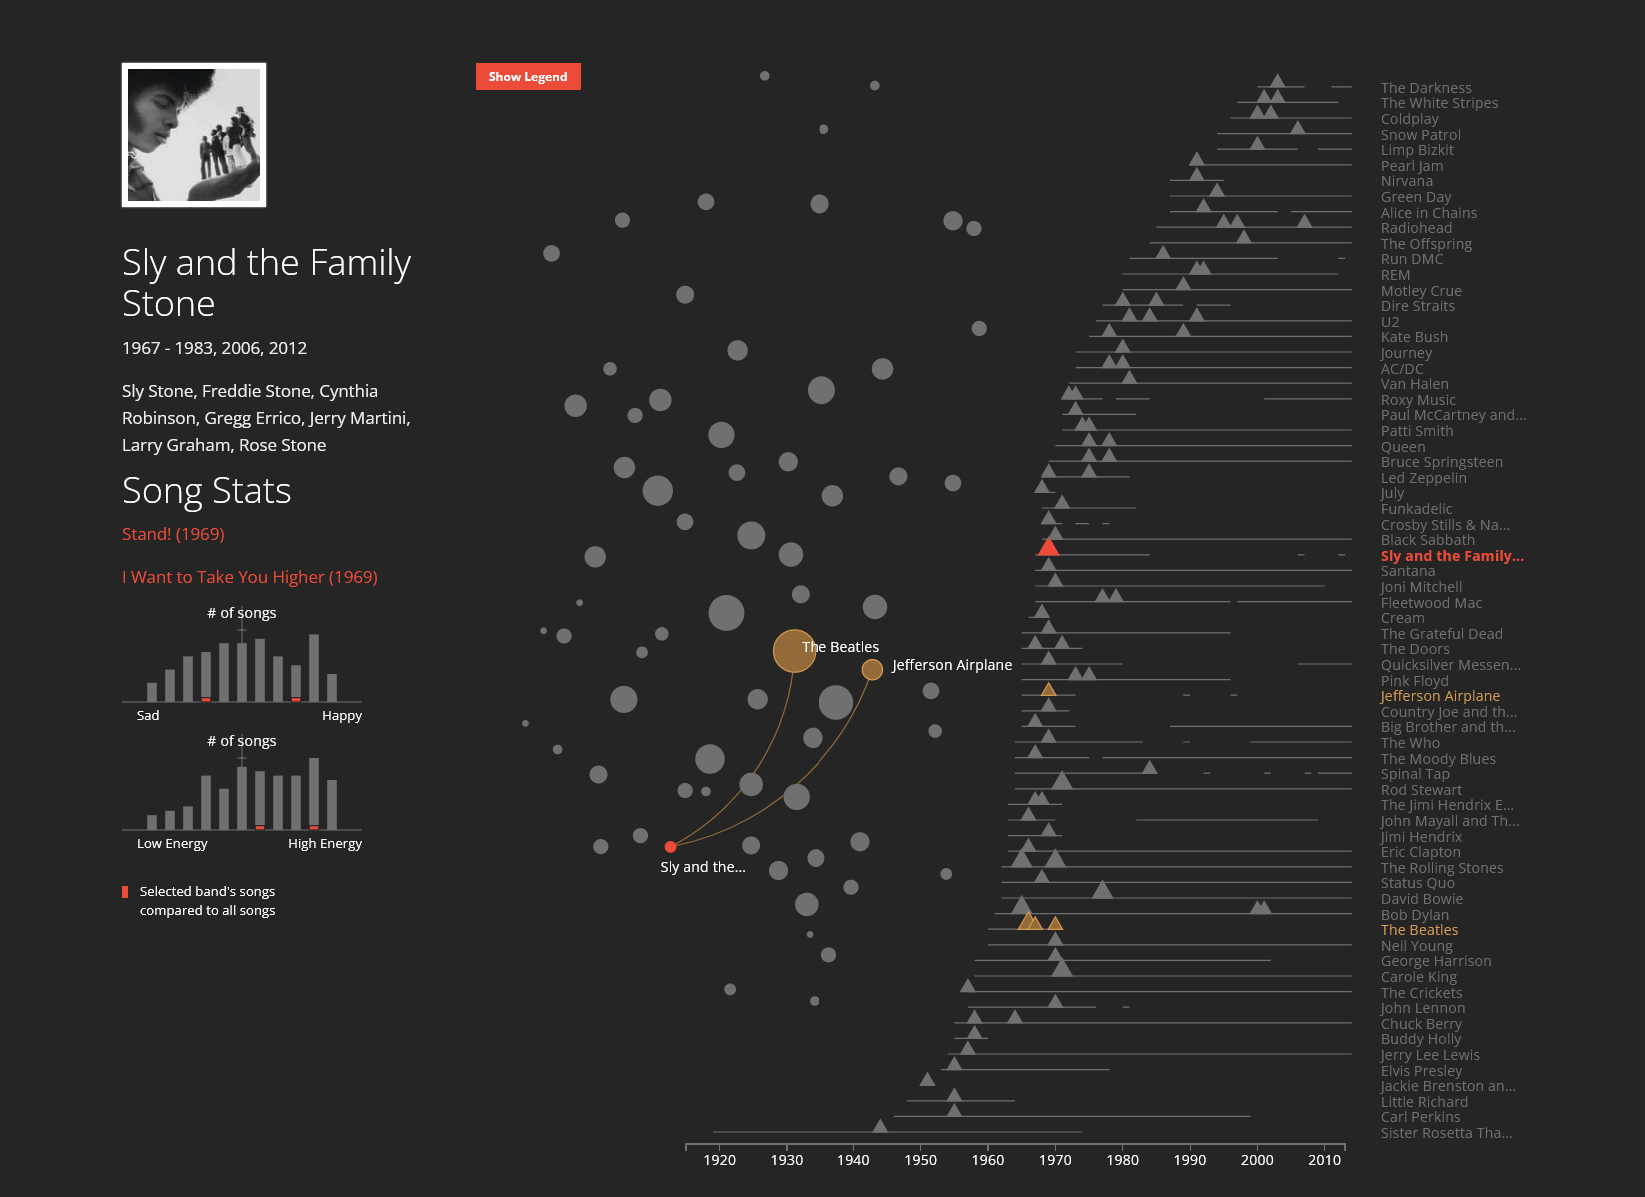 Show Legend
Sly and the Family
Stone
1967 - 1983, 2006, 2012
Sly Stone, Freddie Stone, Cynthia
Robinson, Gregg Errico, Jerry Martini,
Larry Graham, Rose Stone
Song Stats
Stand! (1969)
I Want to Take You Higher (1969)
# of songs
Sad
Happy
# of songs
Low Energy
High Energy
Selected band's songs
compared to all songs
The Beatles
Jefferson Airplane
Sly and the...
The Darkness
The White Stripes
Coldplay
Snow Patrol
Limp Bizkit
Pearl Jam
Nirvana
Green Day
Alice in Chains
Radiohead
The Offspring
Run DMC
REM
Motley Crue
Dire Straits
U2
Kate Bush
Journey
AC/DC
Van Halen
Roxy Music
Paul McCartney and...
Patti Smith
Queen
Bruce Springsteen
Led Zeppelin
July
Funkadelic
Crosby Stills & Na...
Black Sabbath
Sly and the Family...
Santana
Joni Mitchell
Fleetwood Mac
Cream
The Grateful Dead
The Doors
Quicksilver Messen...
Pink Floyd
Jefferson Airplane
Country Joe and th...
Big Brother and th...
The Who
The Moody Blues
Spinal Tap
Rod Stewart
The Jimi Hendrix E...
John Mayall and Th...
Jimi Hendrix
Eric Clapton
The Rolling Stones
Status Quo
David Bowie
Bob Dylan
The Beatles
Neil Young
George Harrison
Carole King
The Crickets
John Lennon
Chuck Berry
Buddy Holly
Jerry Lee Lewis
Elvis Presley
Jackie Brenston an...
Little Richard
Carl Perkins
Sister Rosetta Tha...
1920 1930 1940 1950 1960 1970 1980 1990 2000 2010